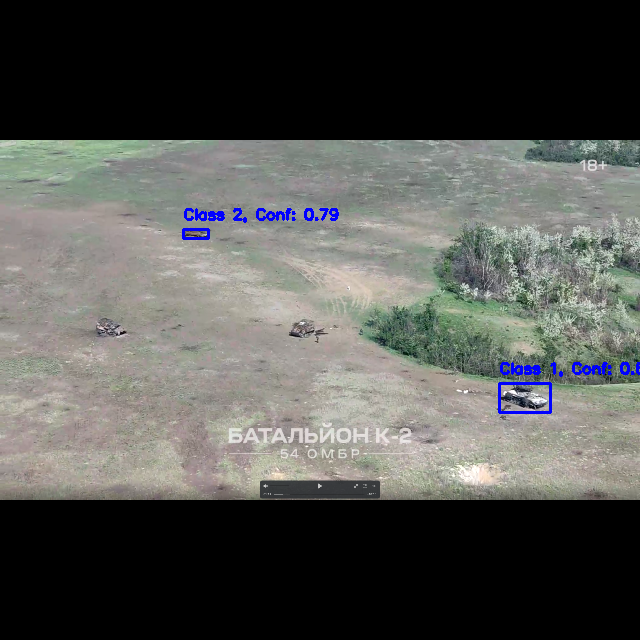 18+
Class 2, Conf: 0.79
Class 1, Conf: 0.
БАТАЛЬЙОН К-2
54 ОМБР